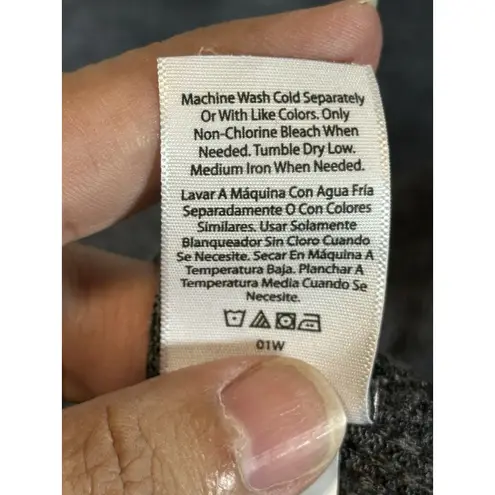 Machine Wash Cold Separately
Or With Like Colors. Only
Non-Chlorine Bleach When
Needed. Tumble Dry Low.
Medium Iron When Needed.
Lavar A Máquina Con Agua Fría
Separadamente O Con Colores
Similares. Usar Solamente
Blanqueador Sin Cloro Cuando
Se Necesite. Secar En Máquina A
Temperatura Baja. Planchar A
Temperatura Media Cuando Se
Necesite.
01W